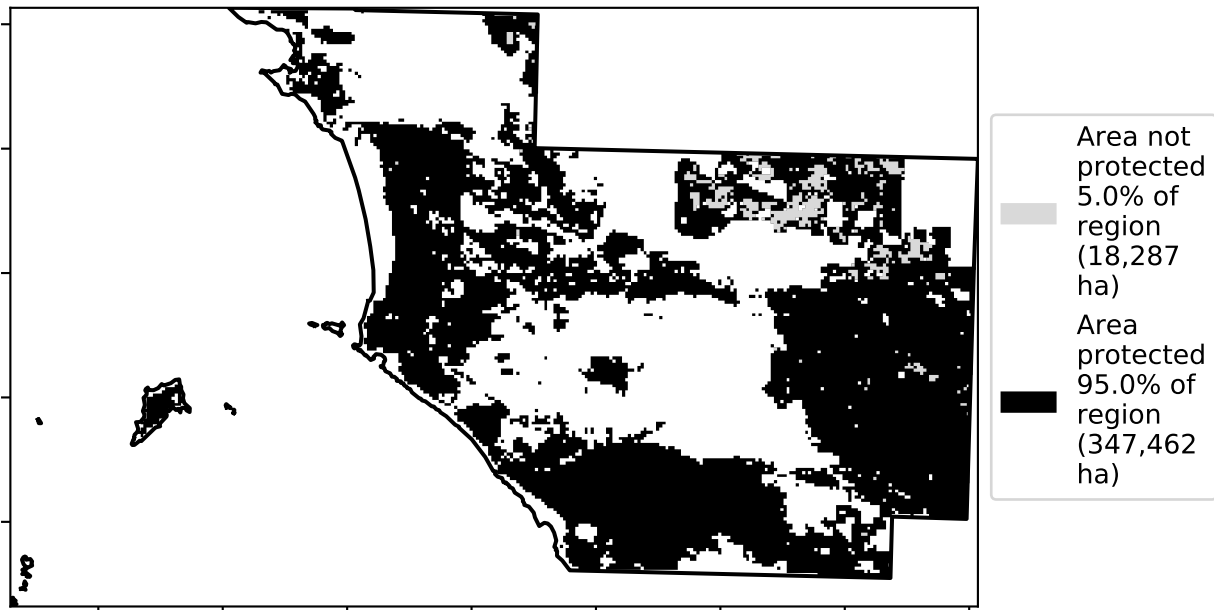 Area not
protected
5.0% of
region
(18,287
ha)
Area
protected
95.0% of
region
(347,462
ha)